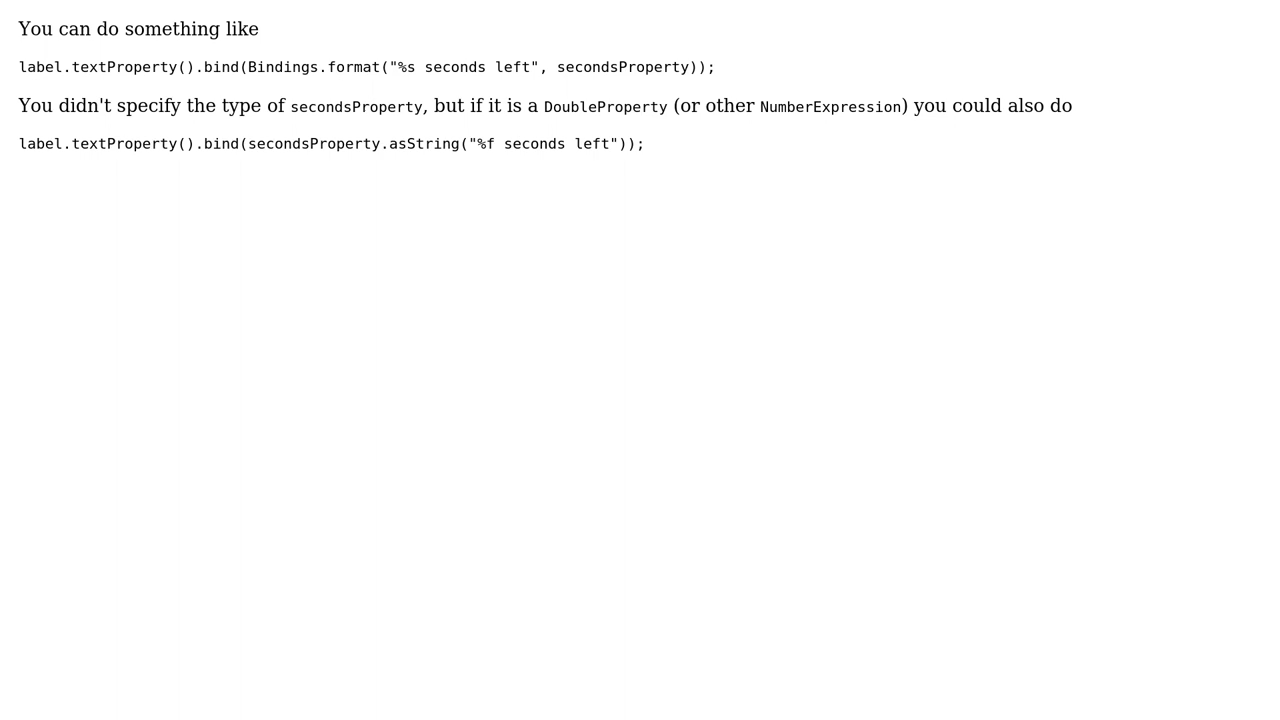 You can do something like
label.textProperty().bind(Bindings.format("%s seconds left", secondsProperty));
You didn't specify the type of secondsProperty, but if it is a DoubleProperty (or other NumberExpression) you could also do
label.textProperty().bind(secondsProperty.asString("%f seconds left"));